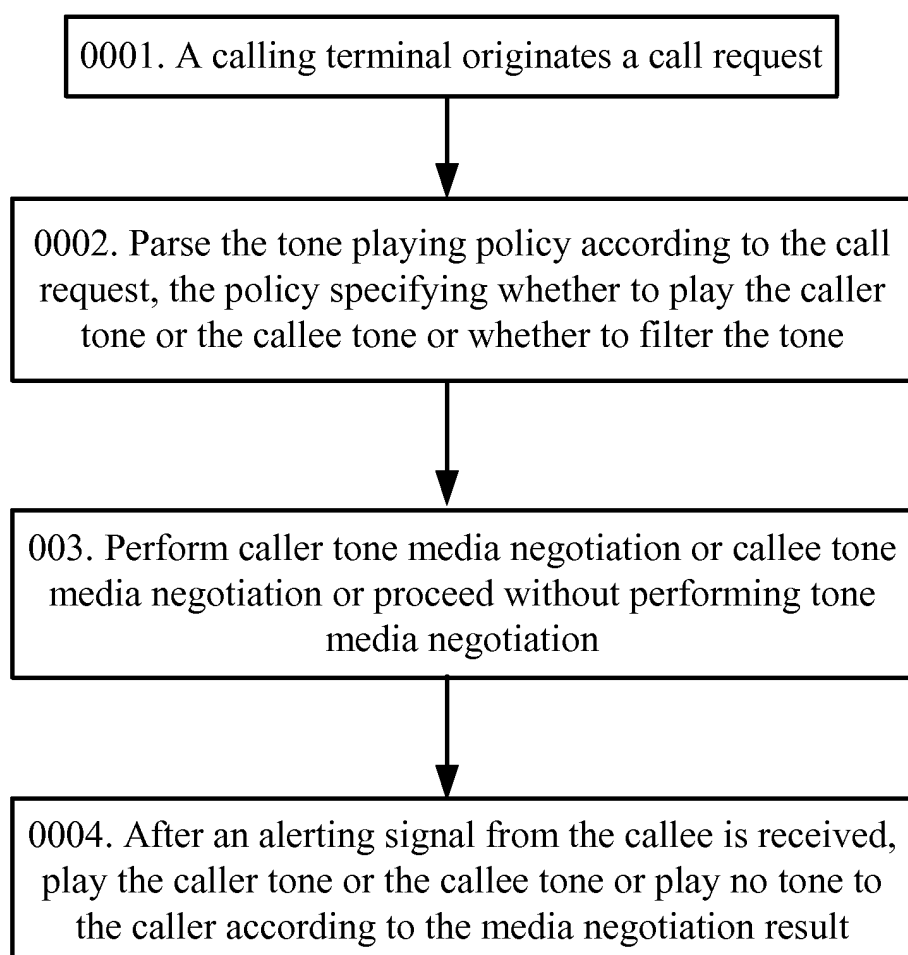 0001. A calling terminal originates a call request
0002. Parse the tone playing policy according to the call
request, the policy specifying whether to play the caller
tone or the callee tone or whether to filter the tone
003. Perform caller tone media negotiation or callee tone
media negotiation or proceed without performing tone
media negotiation
0004. After an alerting signal from the callee is received,
play the caller tone or the callee tone or play no tone to
the caller according to the media negotiation result